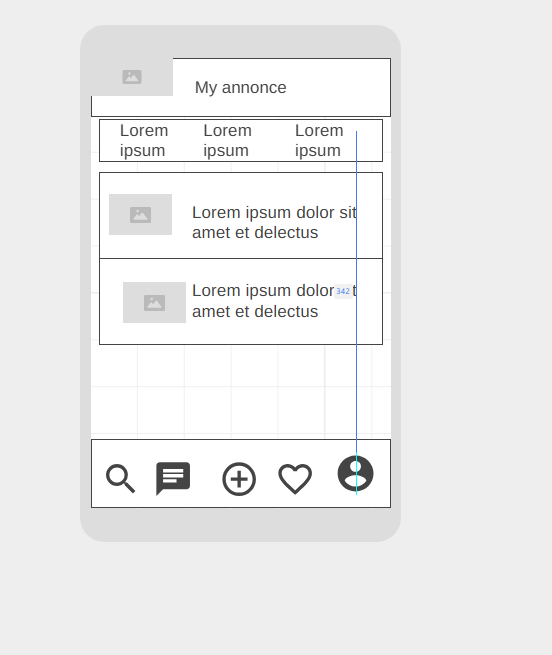 My annonce
Lorem Lorem Lorem
ipsum ipsum ipsum
Lorem ipsum dolor sit
amet et delectus
Lorem ipsum dolor 342 t
amet et delectus